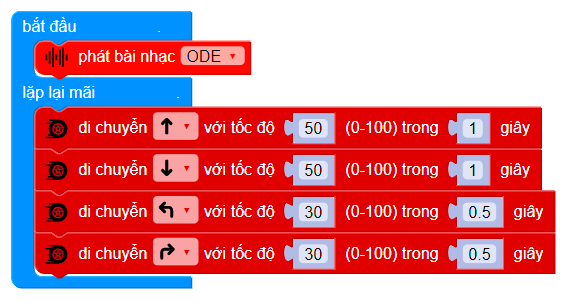 bắt đầu .
phát bài nhạc ODE
lặp lại mãi .
di chuyển với tốc độ 50 (0-100) trong 1 giây
di chuyển với tốc độ 50 (0-100) trong 1 giây
di chuyển với tốc độ 30 (0-100) trong 0.5 giây
di chuyển với tốc độ 30 (0-100) trong 0.5 giây